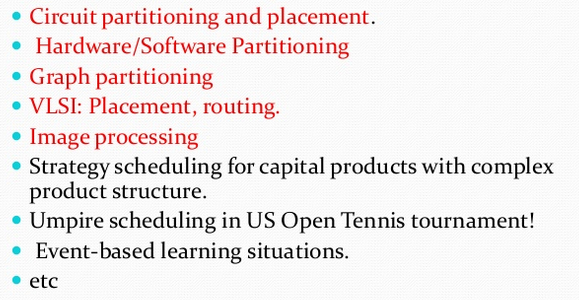 • Circuit partitioning and placement.
• Hardware/Software Partitioning
• Graph partitioning
• VLSI: Placement, routing.
• Image processing
• Strategy scheduling for capital products with complex
product structure.
• Umpire scheduling in US Open Tennis tournament!
• Event-based learning situations.
• etc